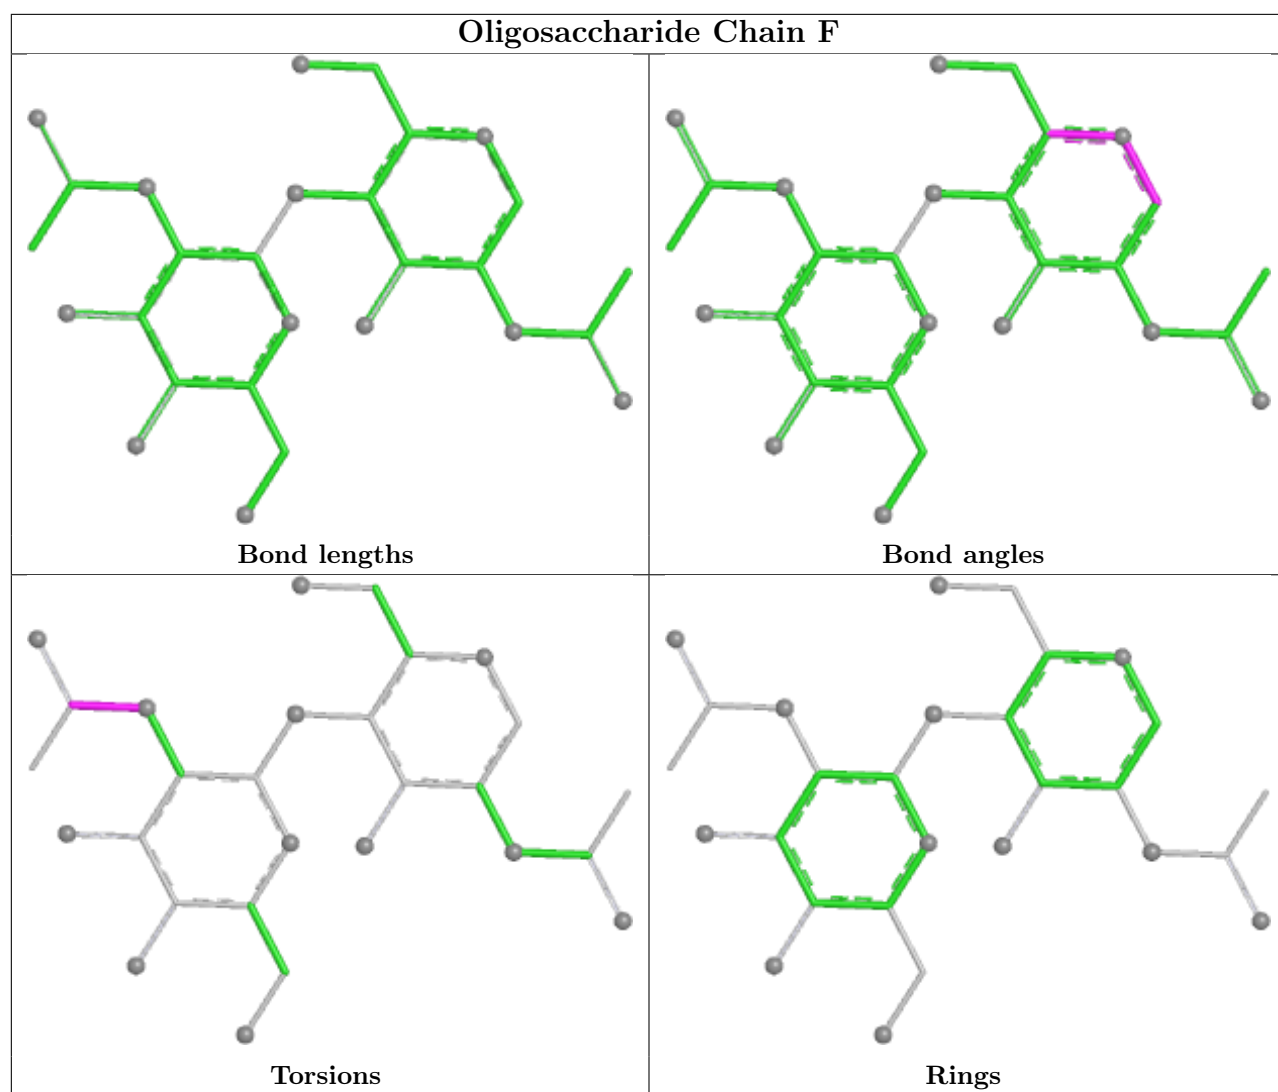 Oligosaccharide Chain F
Bond lengths
Bond angles
Torsions
Rings